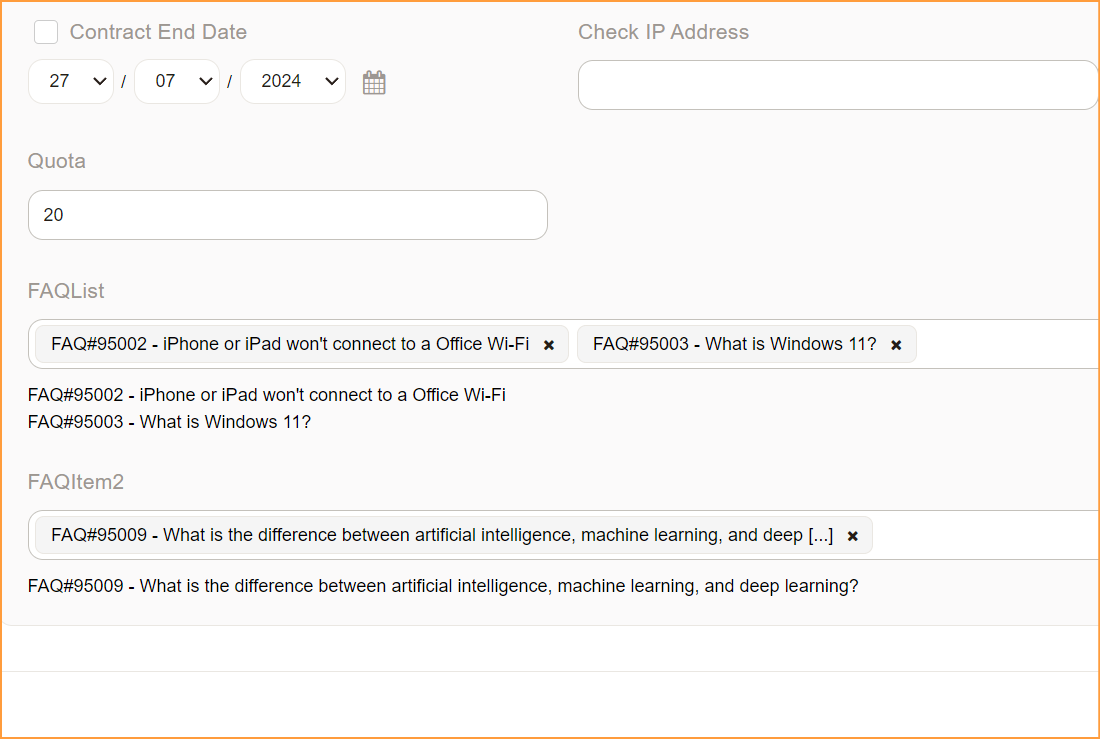 Contract End Date
Check IP Address
27 / 07 / 2024
Quota
20
FAQList
FAQ#95002 - iPhone or iPad won't connect to a Office Wi-Fi × FAQ#95003 - What is Windows 11? ×
FAQ#95002 - iPhone or iPad won't connect to a Office Wi-Fi
FAQ#95003 - What is Windows 11?
FAQItem2
FAQ#95009 - What is the difference between artificial intelligence, machine learning, and deep [...] ×
FAQ#95009 - What is the difference between artificial intelligence, machine learning, and deep learning?